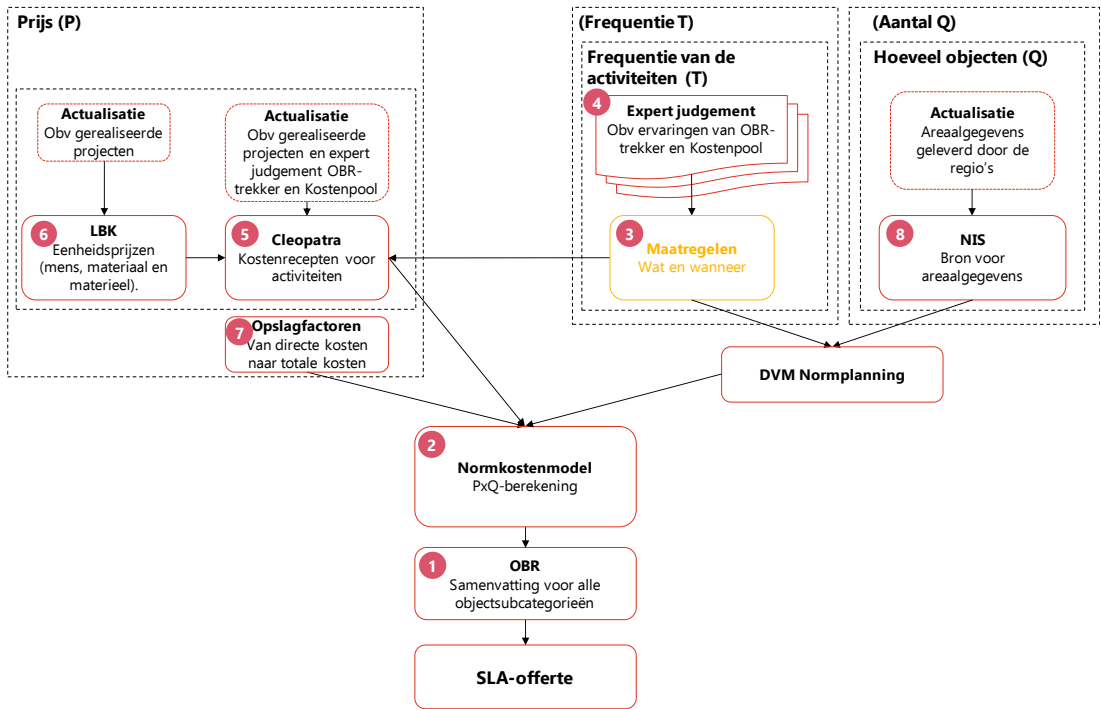 Prijs (P)
Actualisatie
Obv gerealiseerde
projecten
Actualisatie
Obv gerealiseerde
projecten en expert
judgement OBR-
trekker en Kostenpool
6
LBK
Eenheidsprijzen
(mens, materiaal en
materieel).
5
Cleopatra
Kostenrecepten voor
activiteiten
7
Opslagfactoren
Van directe kosten
naar totale kosten
(Frequentie T)
Frequentie van de
activiteiten (T)
4
Expert judgement
Obv ervaringen van OBR-
trekker en Kostenpool
3
Maatregelen
Wat en wanneer
(Aantal Q)
Hoeveel objecten (Q)
Actualisatie
Areaalgegevens
geleverd door de
regio's
8
NIS
Bron voor
areaalgegevens
DVM Normplanning
2
Normkostenmodel
PxQ-berekening
1
OBR
Samenvatting voor alle
objectsubcategorieën
SLA-offerte